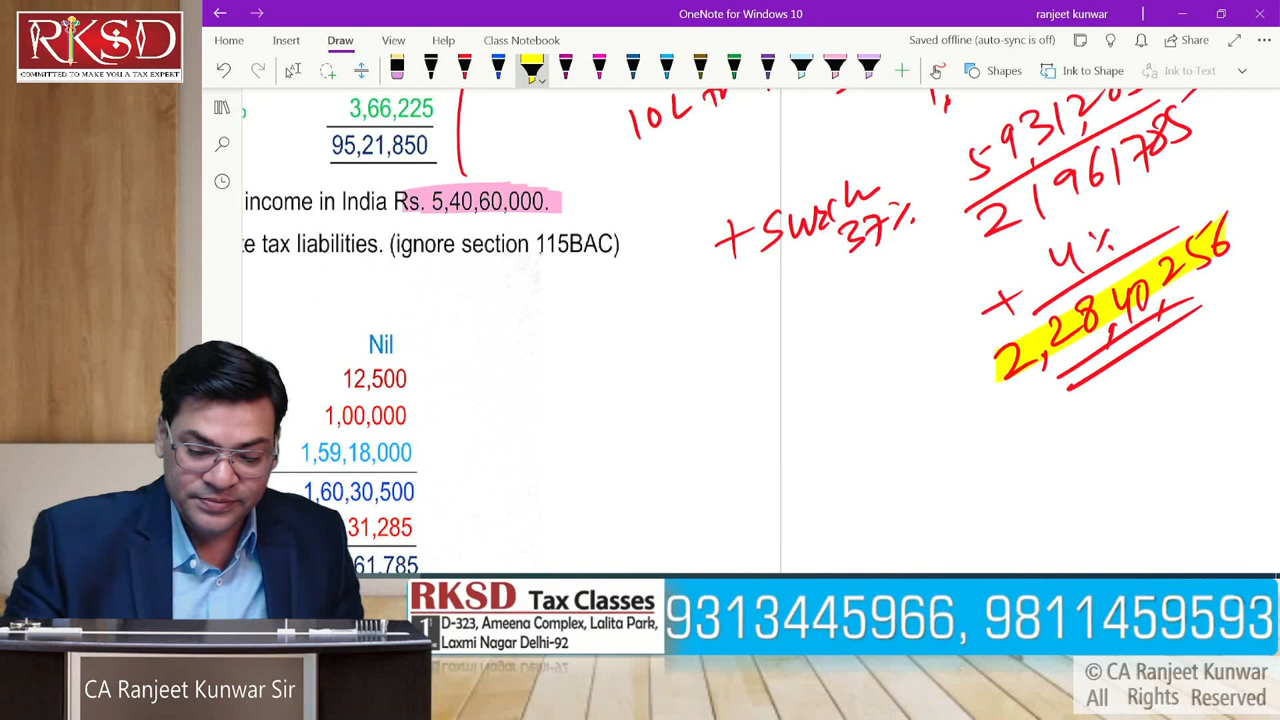 RKSD
COMMITTED TO MAKE YOU A TAX EXPERT
OneNote for Windows 10
ranjeet kunwar
Home Insert Draw View Help Class Notebook
Saved offline (auto-sync is off)
Share
Shapes
Ink to Shape
Ink to Text
3,66,225
95,21,850
income in India Rs. 5,40,60,000.
te tax liabilities. (ignore section 115BAC)
Nil
12,500
1,00,000
1,59,18,000
1,60,30,500
31,285
61,785
10L
+ 37%
21961785
+ 4%
2,28,40,256
RKSD Tax Classes
D-323, Ameena Complex, Lalita Park,
Laxmi Nagar Delhi-92
9313445966, 9811459593
CA Ranjeet Kunwar Sir
© CA Ranjeet Kunwar
All Rights Reserved